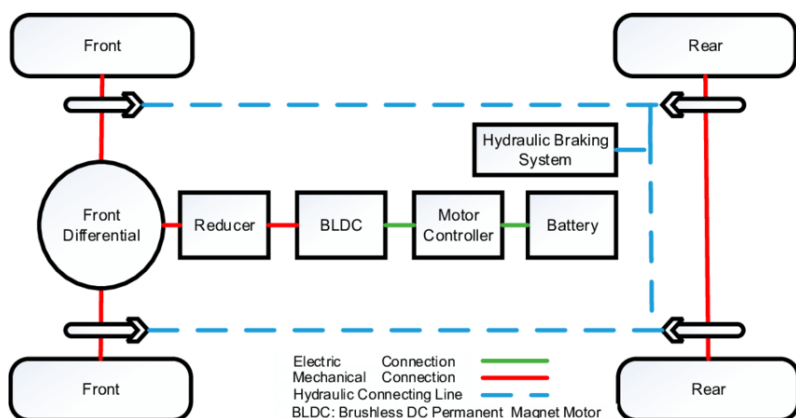 Front
Rear
Hydraulic Braking
System
Front
Differential
Reducer
BLDC
Motor
Controller
Battery
Front
Rear
Electric Connection
Mechanical Connection
Hydraulic Connecting Line
BLDC: Brushless DC Permanent Magnet Motor